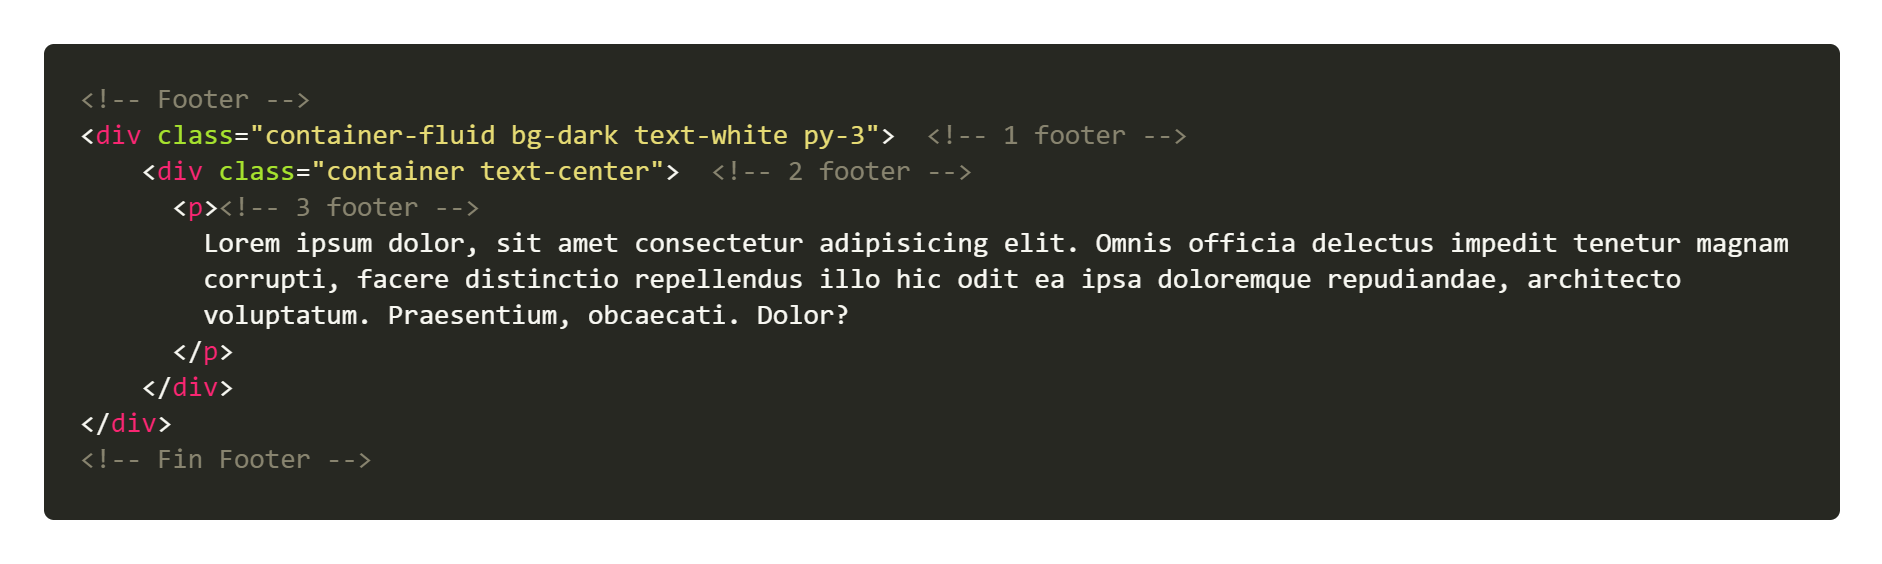 <!-- Footer -->
<div class="container-fluid bg-dark text-white py-3">  <!-- 1 footer -->
    <div class="container text-center">  <!-- 2 footer -->
      <p><!-- 3 footer -->
        Lorem ipsum dolor, sit amet consectetur adipisicing elit. Omnis officia delectus impedit tenetur magnam
        corrupti, facere distinctio repellendus illo hic odit ea ipsa doloremque repudiandae, architecto
        voluptatum. Praesentium, obcaecati. Dolor?
      </p>
    </div>
</div>
<!-- Fin Footer -->